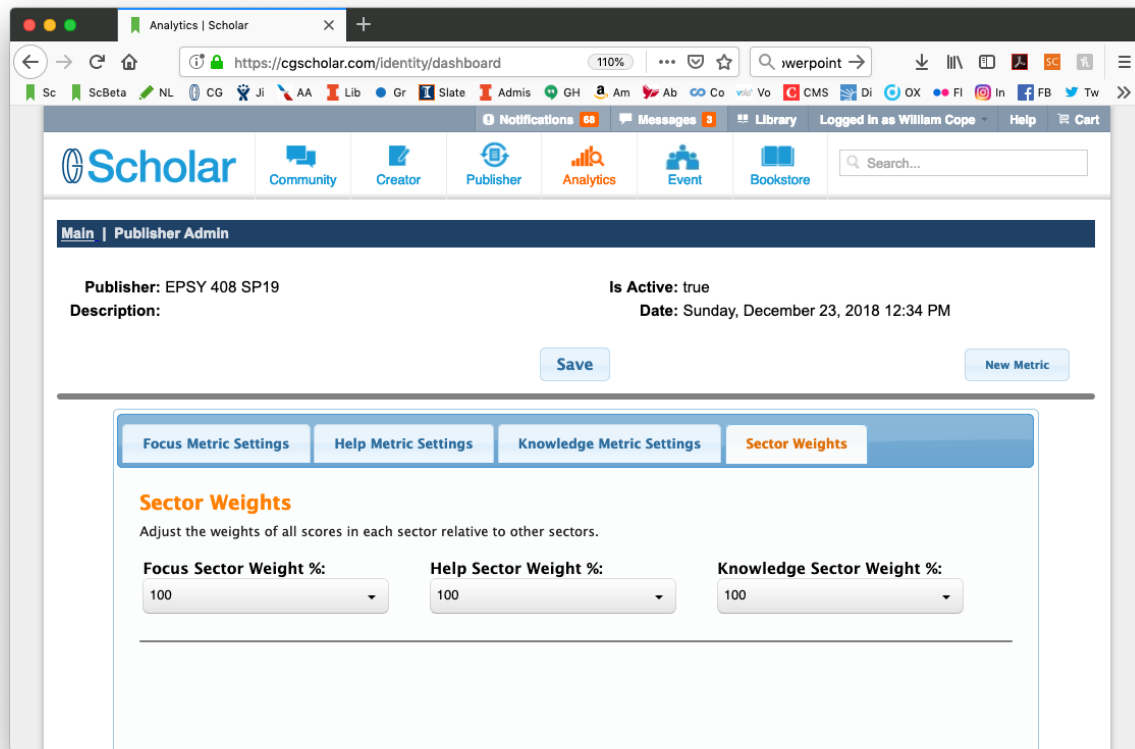 Analytics | Scholar
https://cgscholar.com/identity/dashboard 110% werpoint
Sc ScBeta NL CG Ji AA Lib Gr Slate Admis GH Am Ab Co Vo CMS Di OX Fl In FB Tw
Notifications 68 Messages 3 Library Logged in as William Cope Help Cart
Scholar Community Creator Publisher Analytics Event Bookstore Search...
Main | Publisher Admin
Publisher: EPSY 408 SP19 Is Active: true
Description: Date: Sunday, December 23, 2018 12:34 PM
Save New Metric
Focus Metric Settings Help Metric Settings Knowledge Metric Settings Sector Weights
Sector Weights
Adjust the weights of all scores in each sector relative to other sectors.
Focus Sector Weight %: Help Sector Weight %: Knowledge Sector Weight %:
100 100 100